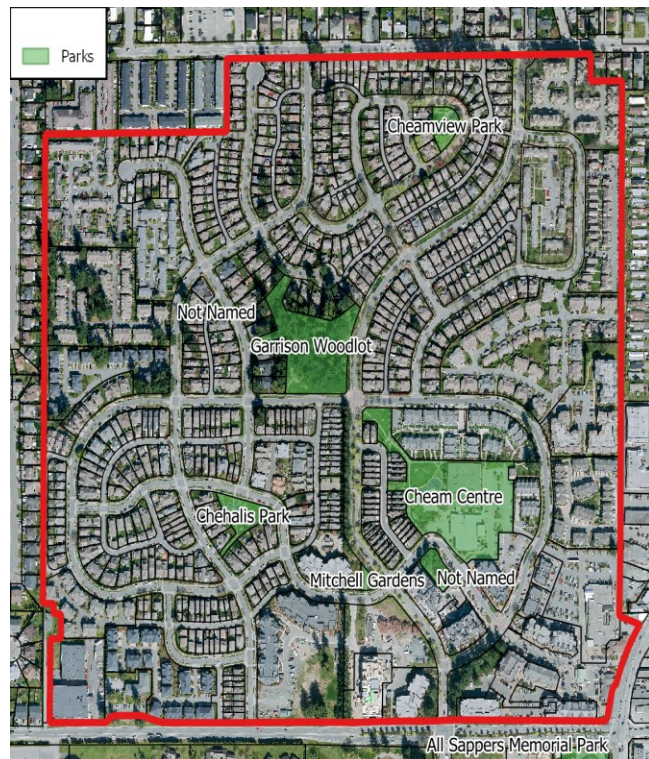 Parks
Cheamview Park
Not Named
Garrison Woodlot
Cheam Centre
Chehalis Park
Mitchell Gardens
Not Named
All Sappers Memorial Park